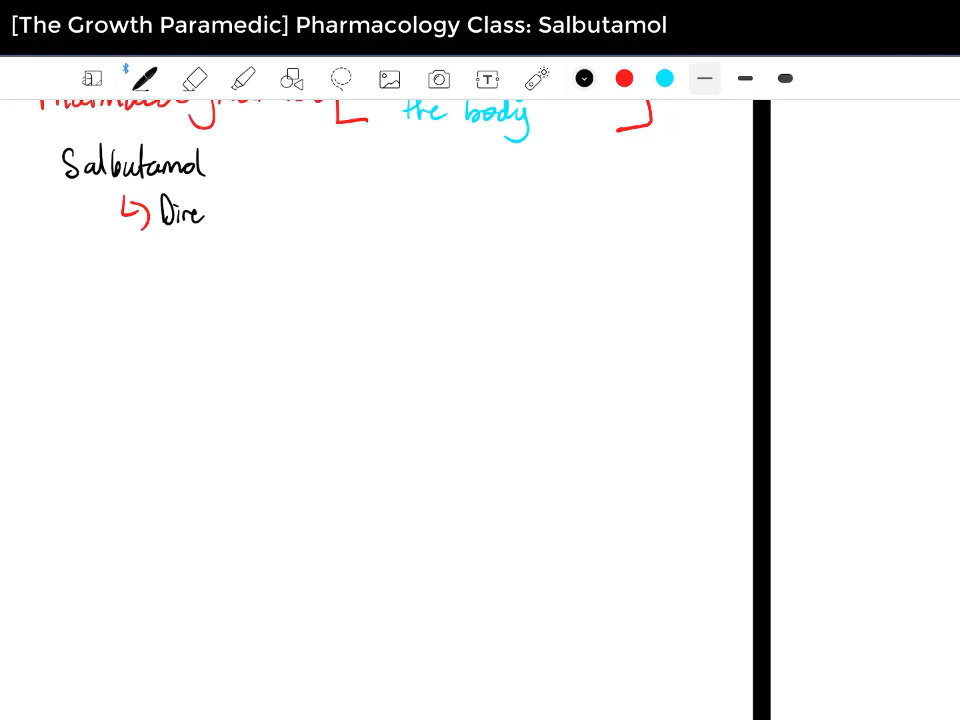 [The Growth Paramedic] Pharmacology Class: Salbutamol
the body
Salbutamol
Dire